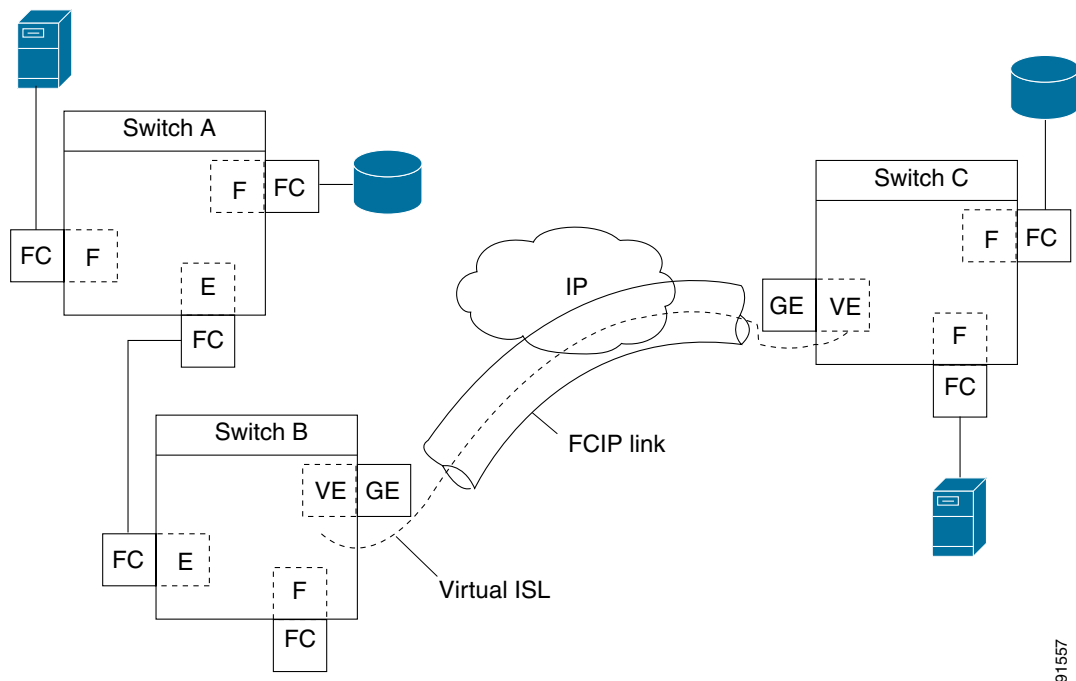 Switch A
F
FC
FC
F
E
FC
Switch B
VE
GE
FC
E
F
FC
IP
FCIP link
Virtual ISL
Switch C
F
FC
GE
VE
F
FC
91557